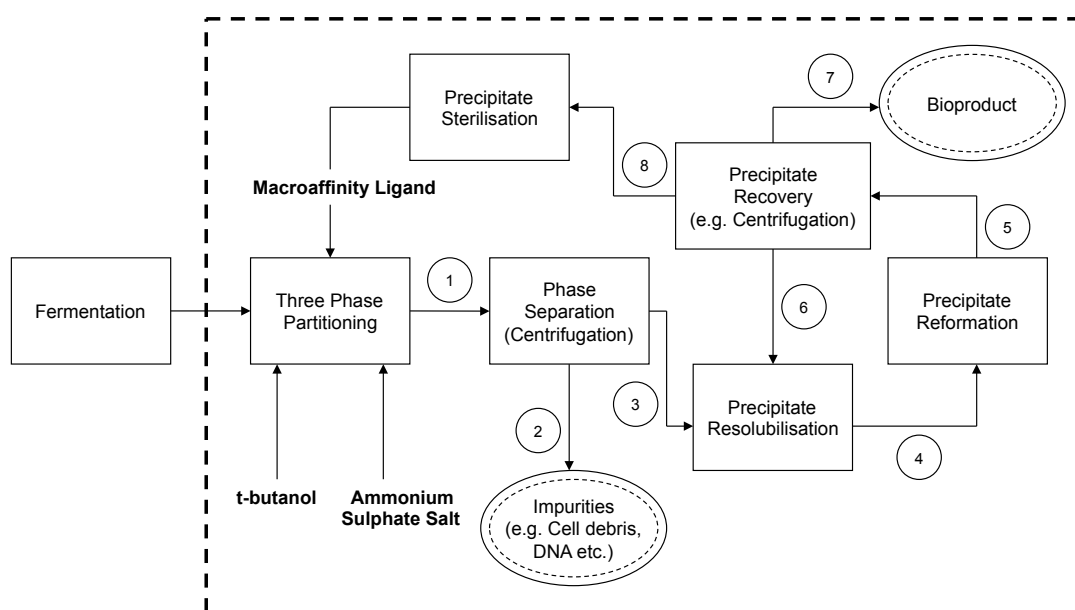 7
Bioproduct
Precipitate
Sterilisation
8
Precipitate
Recovery
(e.g. Centrifugation)
Macroaffinity Ligand
5
1
Fermentation
Three Phase
Partitioning
Phase
Separation
(Centrifugation)
6
Precipitate
Reformation
3
Precipitate
Resolubilisation
2
4
t-butanol
Ammonium
Sulphate Salt
Impurities
(e.g. Cell debris,
DNA etc.)